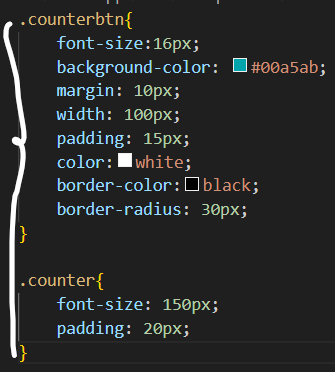 .counterbtn{
font-size:16px;
background-color: #00a5ab;
margin: 10px;
width: 100px;
padding: 15px;
color:white;
border-color:black;
border-radius: 30px;
}
.counter{
font-size: 150px;
padding: 20px;
}